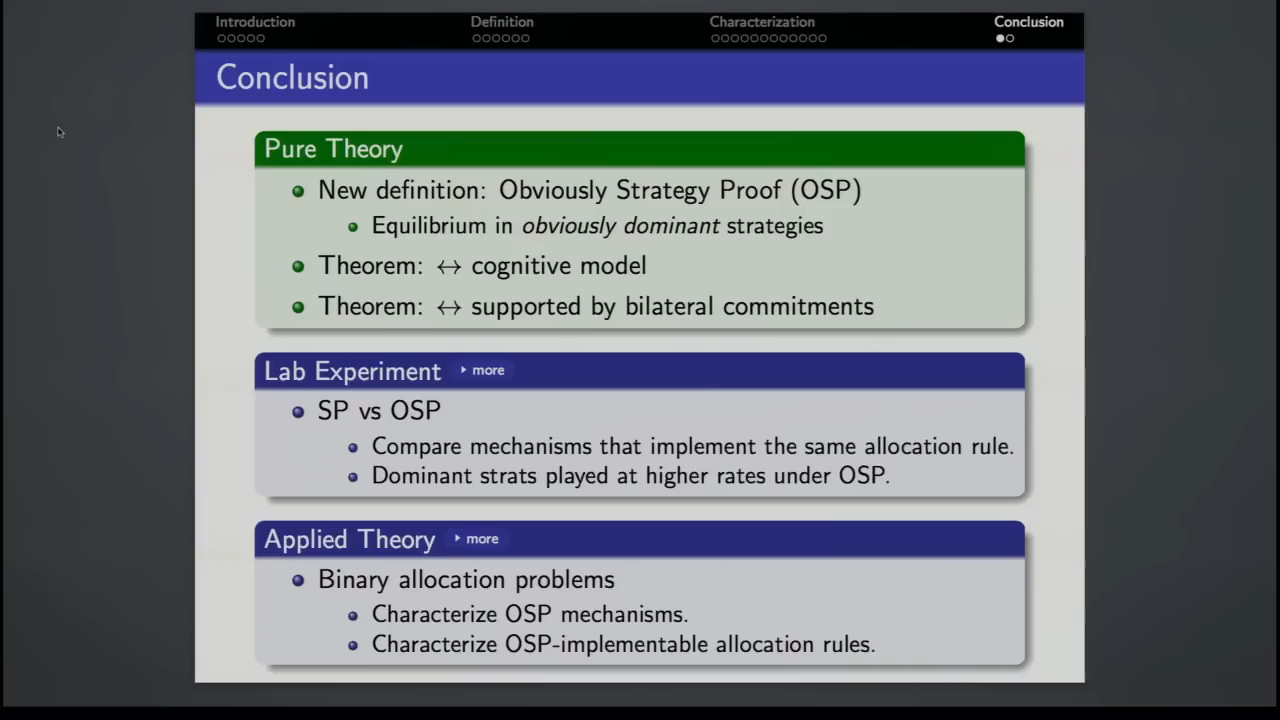 Introduction Definition Characterization Conclusion
Conclusion
Pure Theory
New definition: Obviously Strategy Proof (OSP)
Equilibrium in obviously dominant strategies
Theorem: ↔ cognitive model
Theorem: ↔ supported by bilateral commitments
Lab Experiment more
SP vs OSP
Compare mechanisms that implement the same allocation rule.
Dominant strats played at higher rates under OSP.
Applied Theory more
Binary allocation problems
Characterize OSP mechanisms.
Characterize OSP-implementable allocation rules.